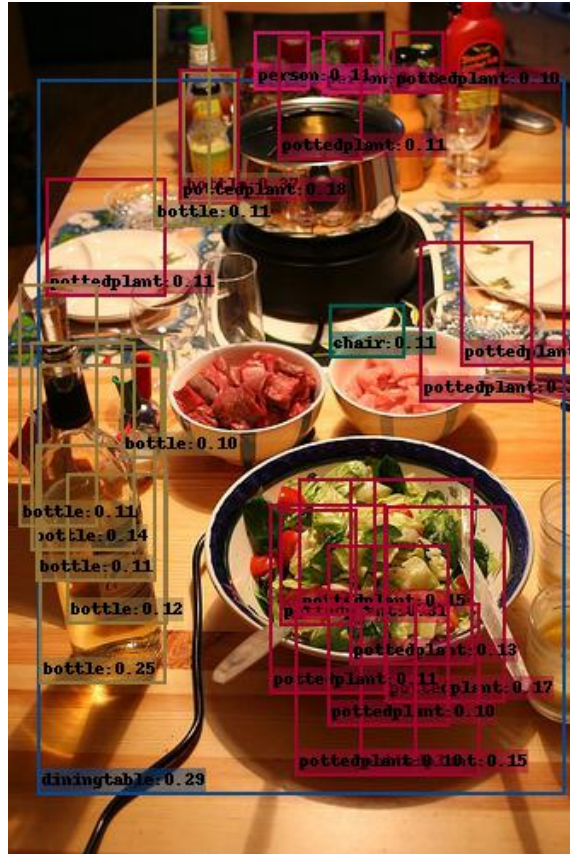 person:0.11
pottedplant:0.10
pottedplant:0.11
pottedplant:0.18
bottle:0.11
pottedplant:0.11
chair:0.11
bottle:0.10
bottle:0.11
bottle:0.14
bottle:0.11
bottle:0.12
pottedplant:0.13
bottle:0.25
pottedplant:0.11
pottedplant:0.17
pottedplant:0.10
pottedplant:0.15
diningtable:0.29